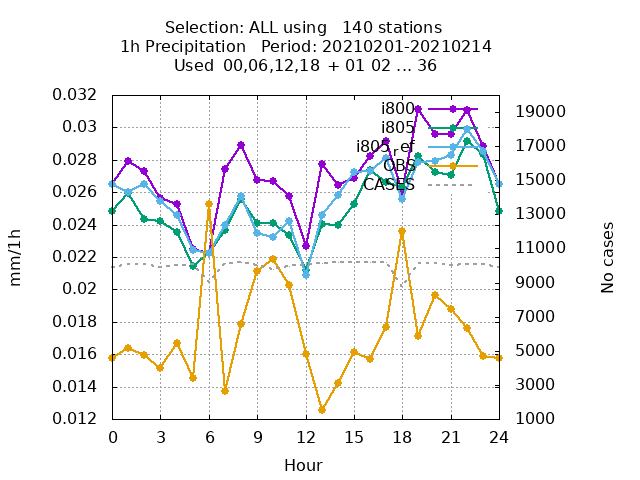 Selection: ALL using   140 stations
1h Precipitation   Period: 20210201-20210214
Used 00,06,12,18 + 01 02 ... 36
0.032
0.03
0.028
0.026
0.024
0.022
0.02
0.018
0.016
0.014
0.012
19000
17000
15000
13000
11000
9000
7000
5000
3000
1000
i800
i805
i805ref
OBS
CASES
mm/1h
No cases
0
3
6
9
12
15
18
21
24
Hour